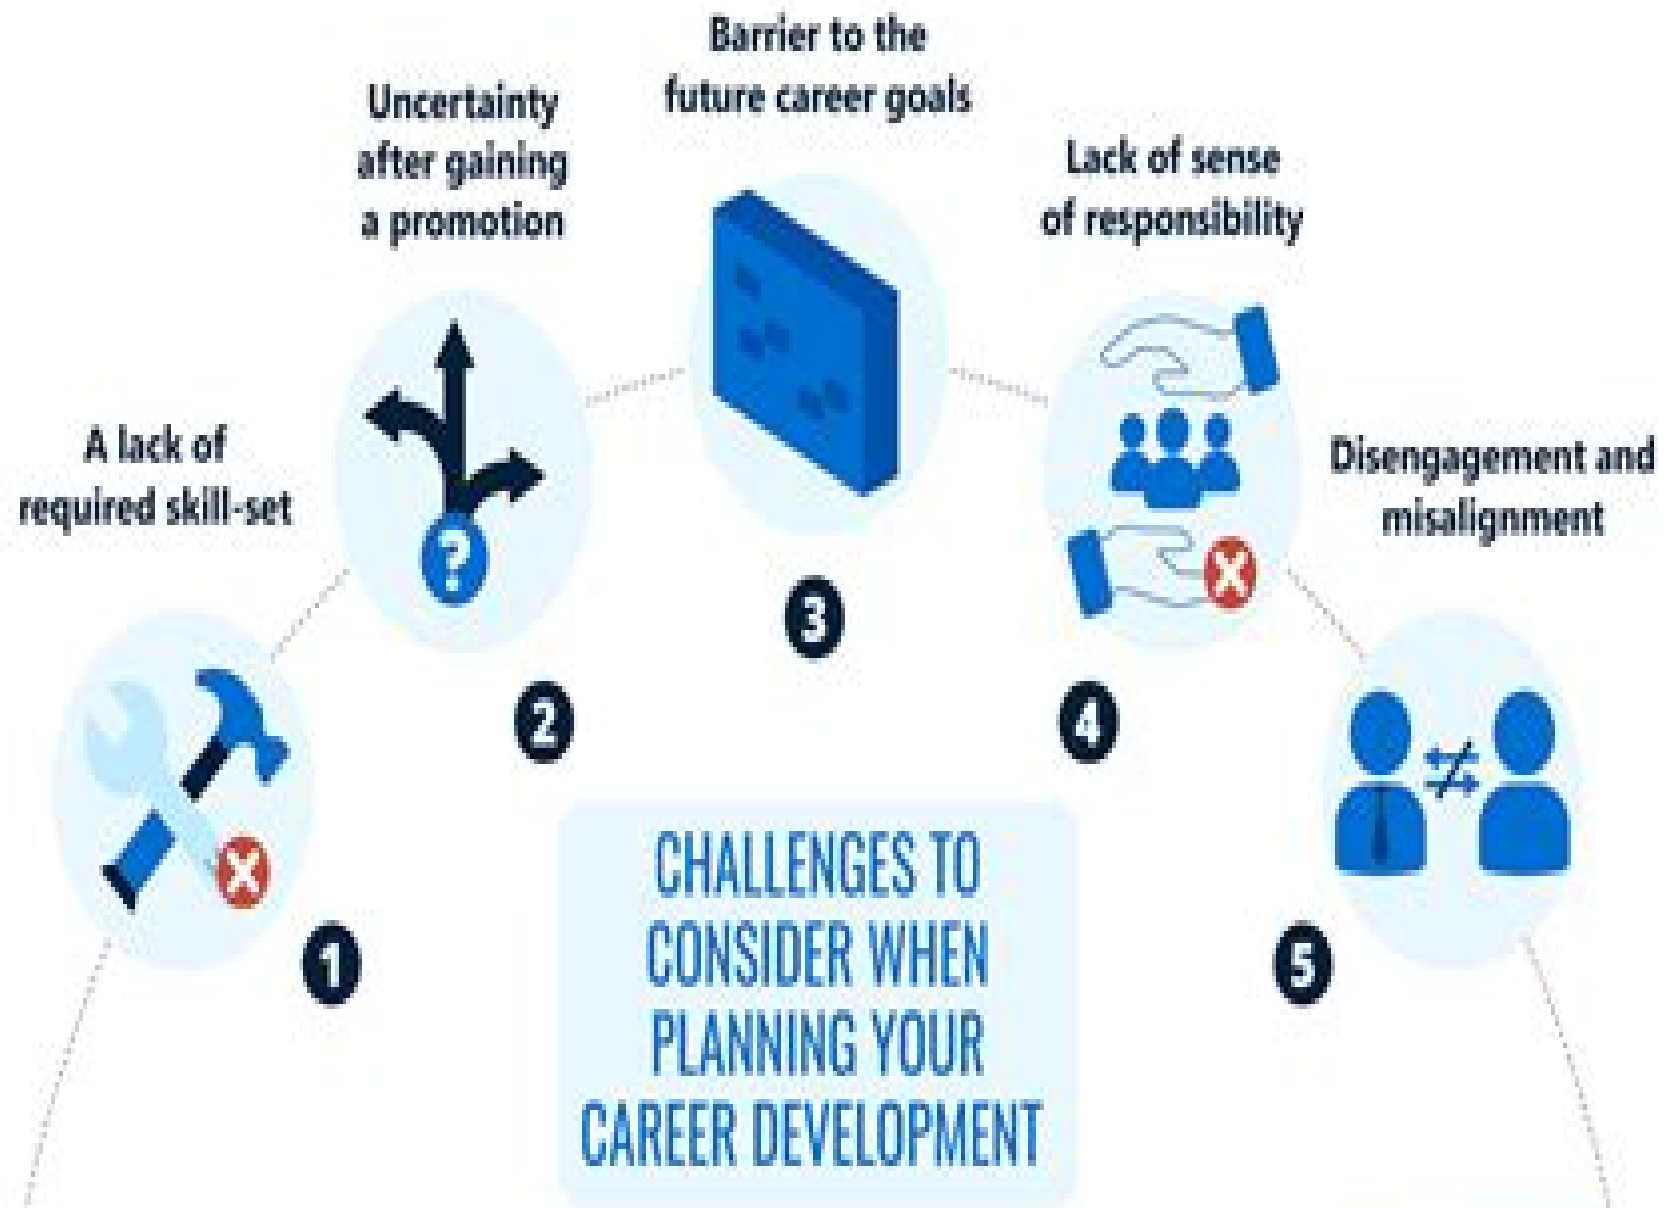 A lack of
required skill-set
1
Uncertainty
after gaining
a promotion
?
2
Barrier to the
future career goals
3
Lack of sense
of responsibility
4
Disengagement and
misalignment
5
CHALLENGES TO
CONSIDER WHEN
PLANNING YOUR
CAREER DEVELOPMENT